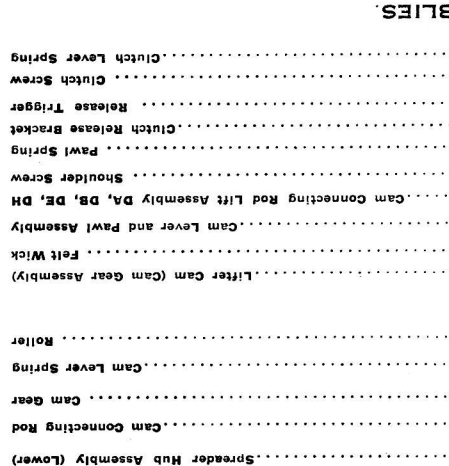 ....................Spreader Hub Assembly (Lower)
....................Cam Connecting Rod
.................... Cam Gear
....................Cam Lever Spring
.................... Roller
....................Lifter Cam (Cam Gear Assembly)
.................... Felt Wick
....................Cam Lever and Pawl Assembly
.....Cam Connecting Rod Lift Assembly DA, DB, DE, DH
.................... Shoulder Screw
.................... Pawl Spring
....................Clutch Release Bracket
.................... Release Trigger
.................... Clutch Screw
....................Clutch Lever Spring
BLIES.